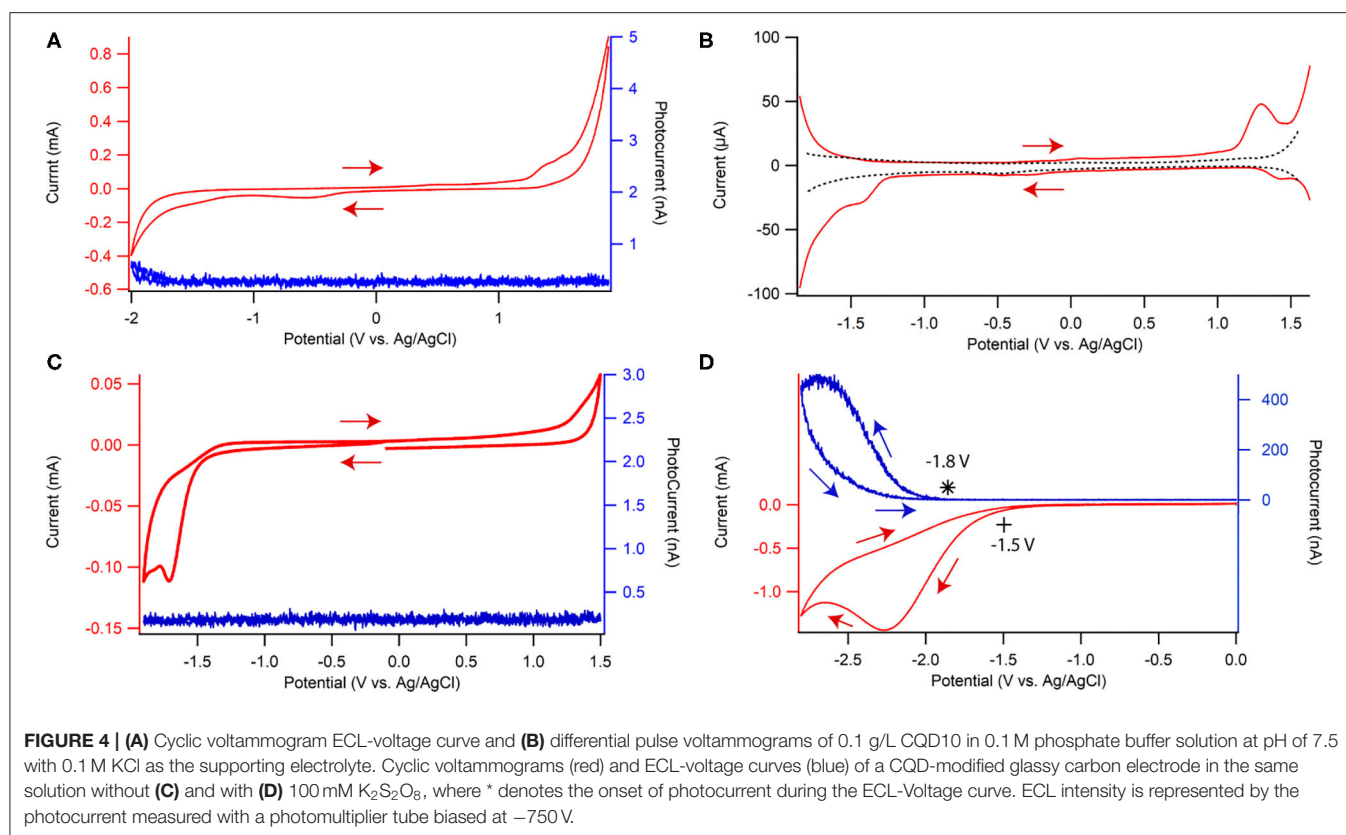 A
0.8
0.6
0.4
0.2
0.0
-0.2
-0.4
-0.6
Currnt (mA)
5
4
3
2
1
Photocurrent (nA)
-2
-1
0
1
Potential (V vs. Ag/AgCl)
B
100
50
0
-50
-100
Current (µA)
-1.5
-1.0
-0.5
0.0
0.5
1.0
1.5
Potential (V vs. Ag/AgCl)
C
0.05
0.00
-0.05
-0.10
-0.15
Current (mA)
3.0
2.5
2.0
1.5
1.0
0.5
PhotoCurrent (nA)
-1.5
-1.0
-0.5
0.0
0.5
1.0
1.5
Potential (V vs. Ag/AgCl)
D
400
200
0
Photocurrent (nA)
-1.8 V
*
+
-1.5 V
0.0
-0.5
-1.0
Current (mA)
-2.5
-2.0
-1.5
-1.0
-0.5
0.0
Potential (V vs. Ag/AgCl)
FIGURE 4 | (A) Cyclic voltammogram ECL-voltage curve and (B) differential pulse voltammograms of 0.1 g/L CQD10 in 0.1 M phosphate buffer solution at pH of 7.5
with 0.1 M KCl as the supporting electrolyte. Cyclic voltammograms (red) and ECL-voltage curves (blue) of a CQD-modified glassy carbon electrode in the same
solution without (C) and with (D) 100 mM K₂S₂O₈, where * denotes the onset of photocurrent during the ECL-Voltage curve. ECL intensity is represented by the
photocurrent measured with a photomultiplier tube biased at −750 V.